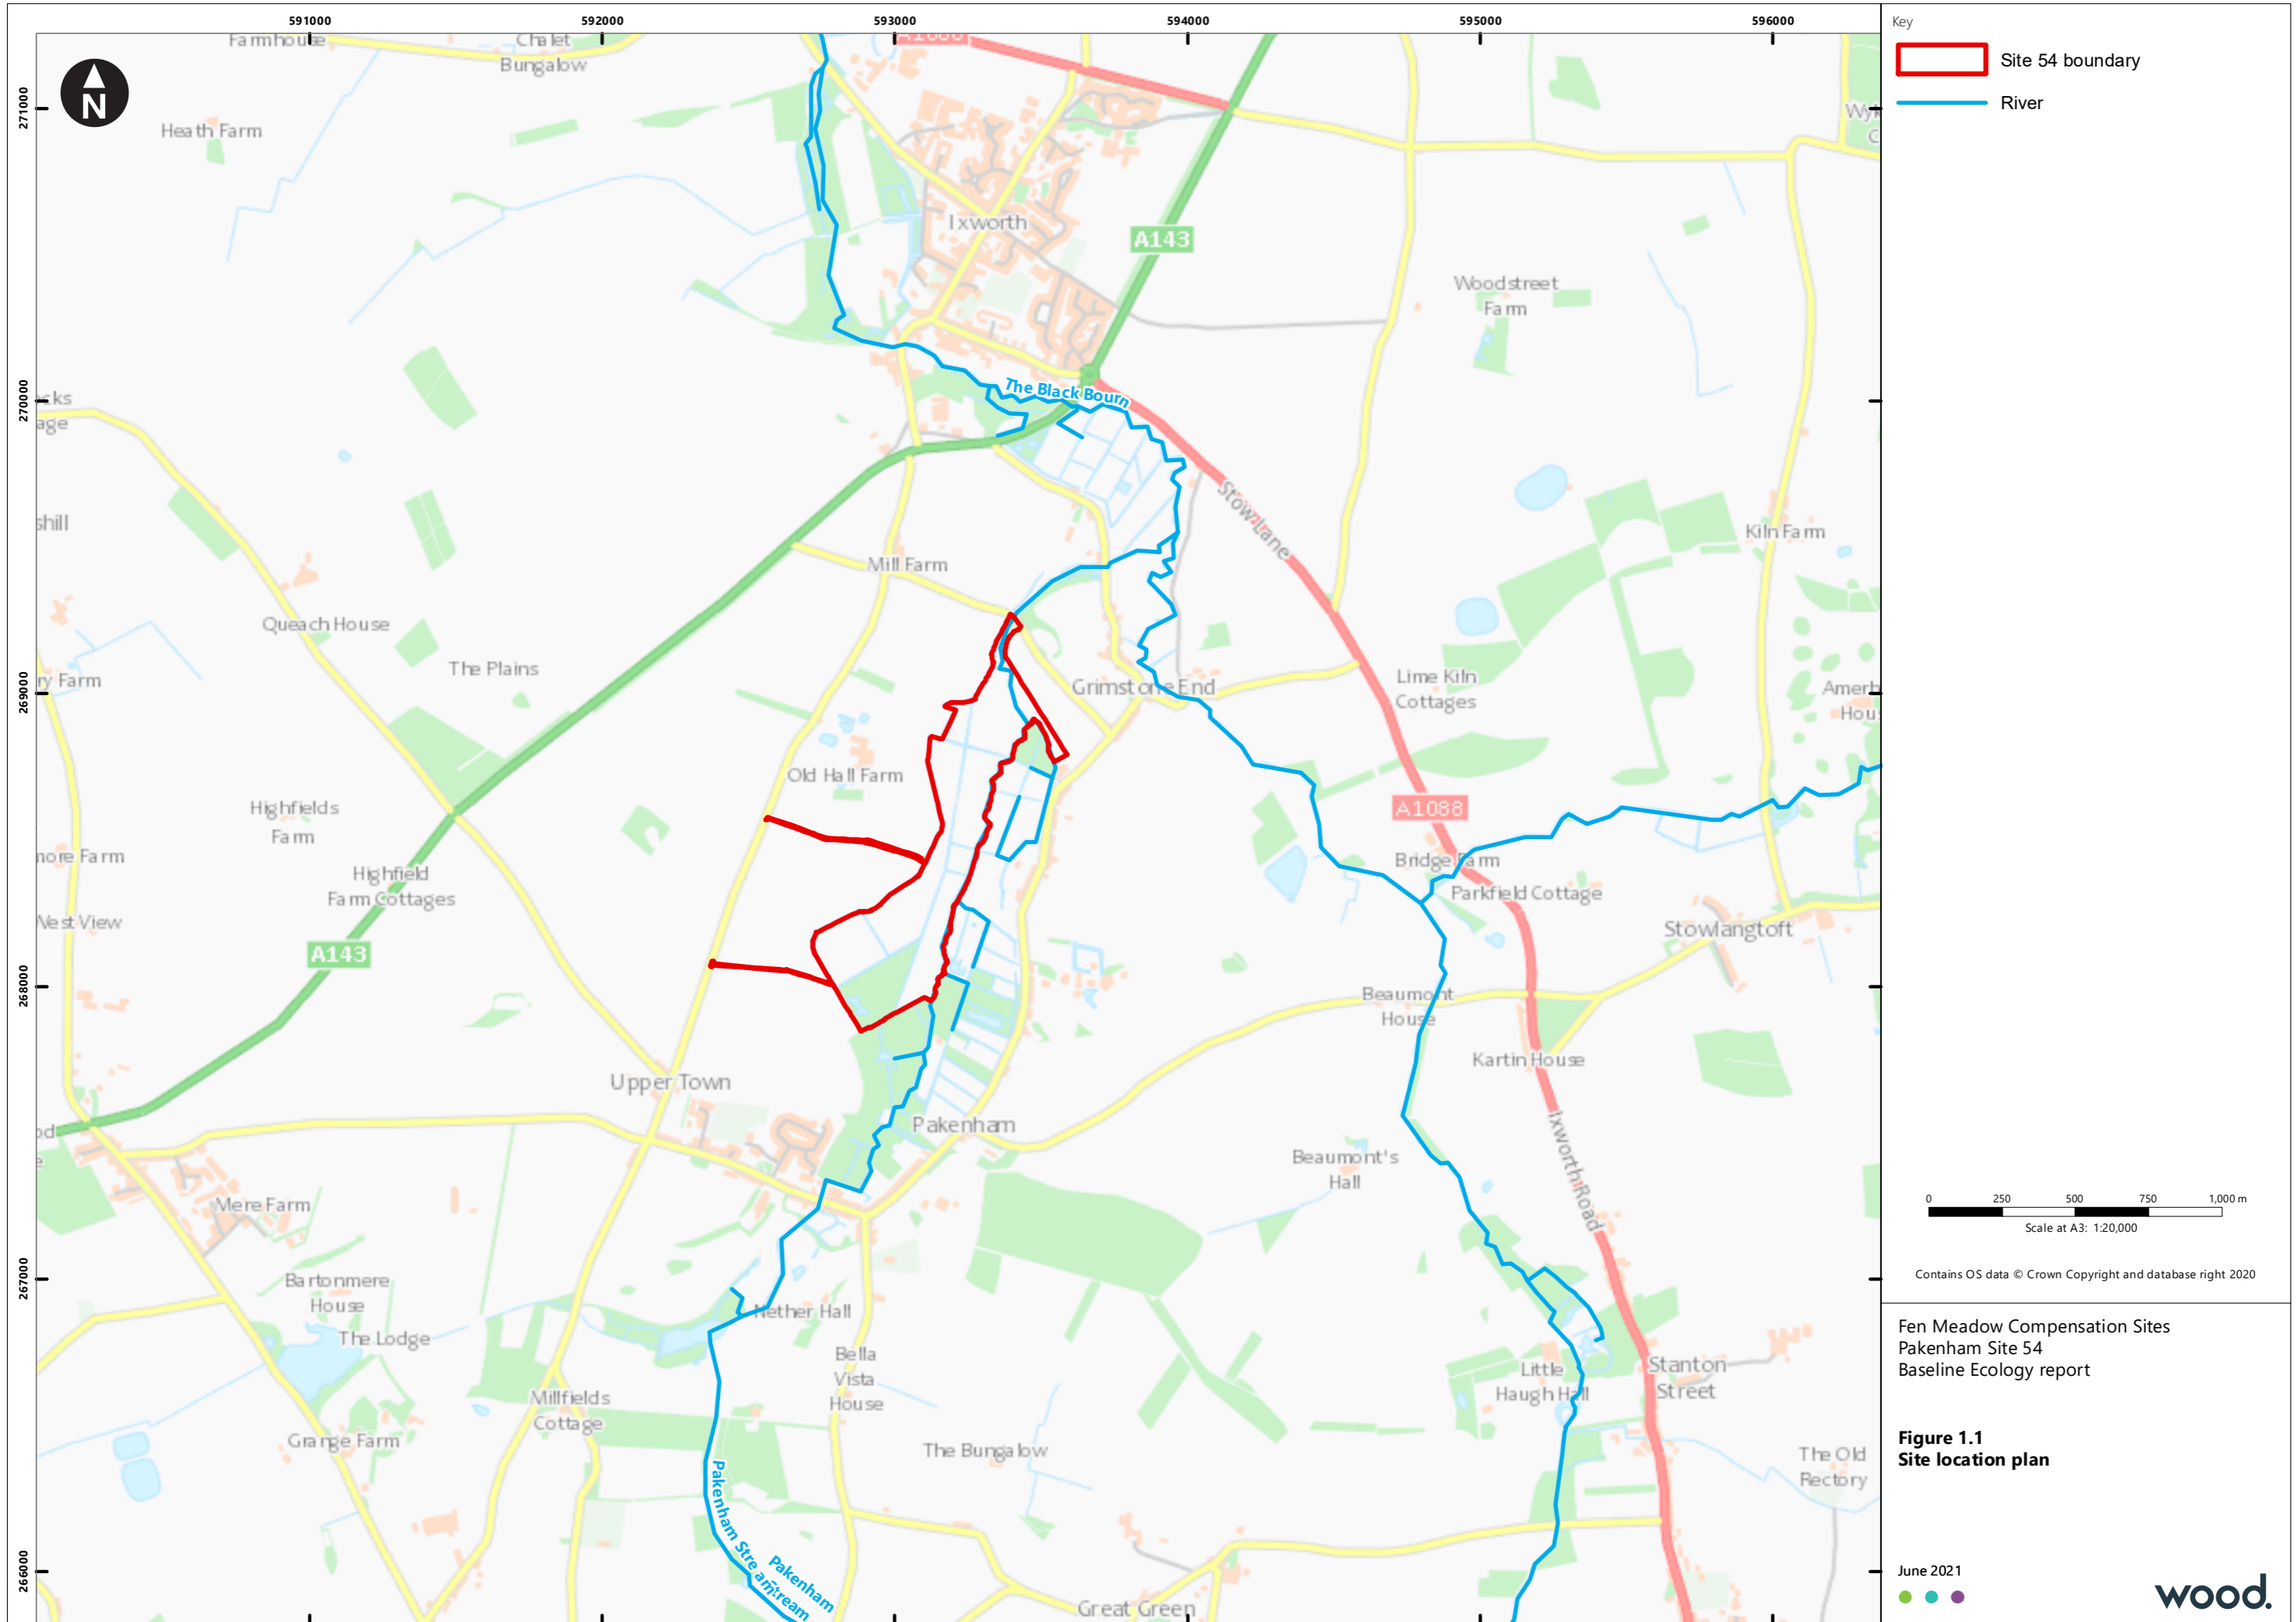 591000
592000
593000
594000
595000
596000
271000
270000
269000
268000
267000
266000
N
Farmhouse
Chalet
Bungalow
Heath Farm
Ixworth
A143
Woodstreet
Farm
The Black Bourn
Stow Lane
Kiln Farm
Mill Farm
Queach House
The Plains
Grimstone End
Lime Kiln
Cottages
Old Hall Farm
Highfields
Farm
A1088
Bridge Farm
Parkfield Cottage
Highfield
Farm Cottages
West View
A143
Stowlangtoft
Beaumont
House
Kartin House
Upper Town
Pakenham
Beaumont's
Hall
Ixworth Road
Mere Farm
Bartonmere
House
The Lodge
Nether Hall
Bella
Vista
House
Little
Haugh Hall
Stanton
Street
Millfields
Cottage
Grange Farm
The Bungalow
The Old
Rectory
Pakenham Stream
Pakenham
Stream
Great Green
Key
Site 54 boundary
River
0 250 500 750 1,000 m
Scale at A3: 1:20,000
Contains OS data © Crown Copyright and database right 2020
Fen Meadow Compensation Sites
Pakenham Site 54
Baseline Ecology report
Figure 1.1
Site location plan
June 2021
wood.